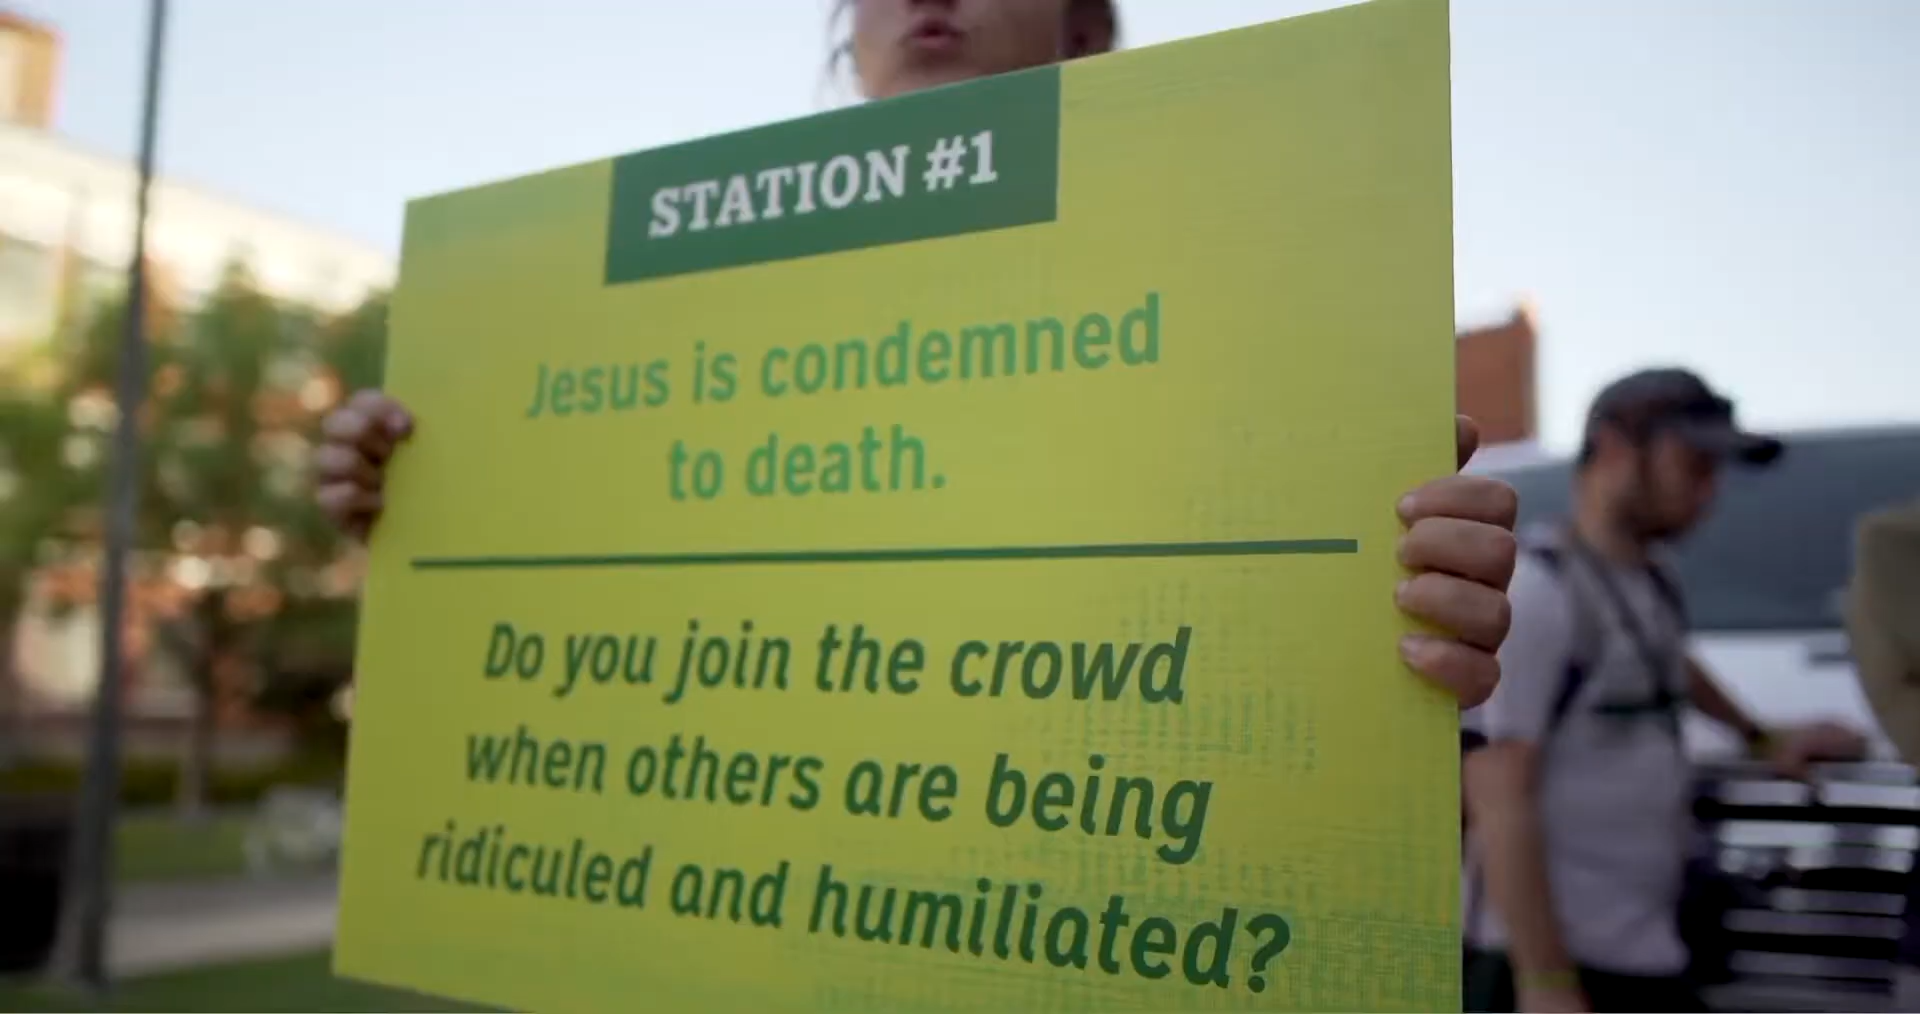 STATION #1
Jesus is condemned
to death.
Do you join the crowd
when others are being
ridiculed and humiliated?